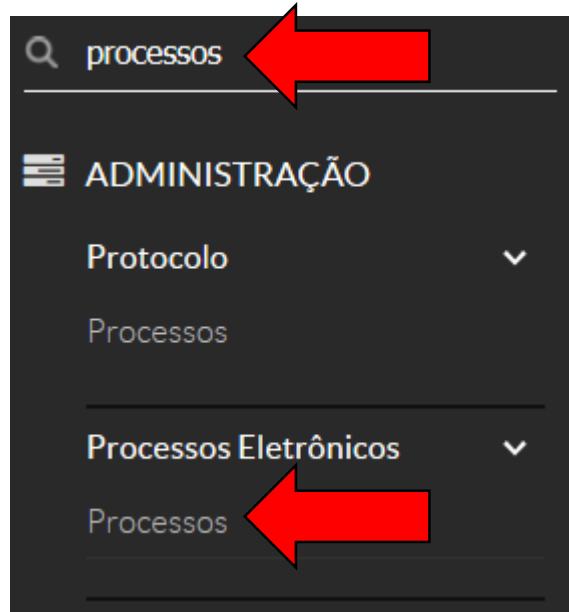 processos
ADMINISTRAÇÃO
Protocolo
Processos
Processos Eletrônicos
Processos